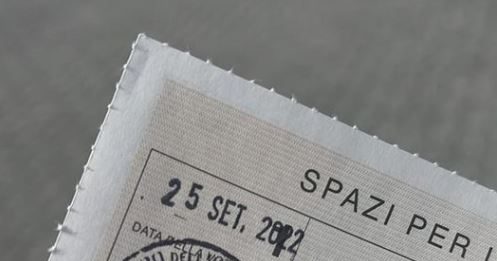 SPAZI PER
25 SET. 2022
DATA DELLA